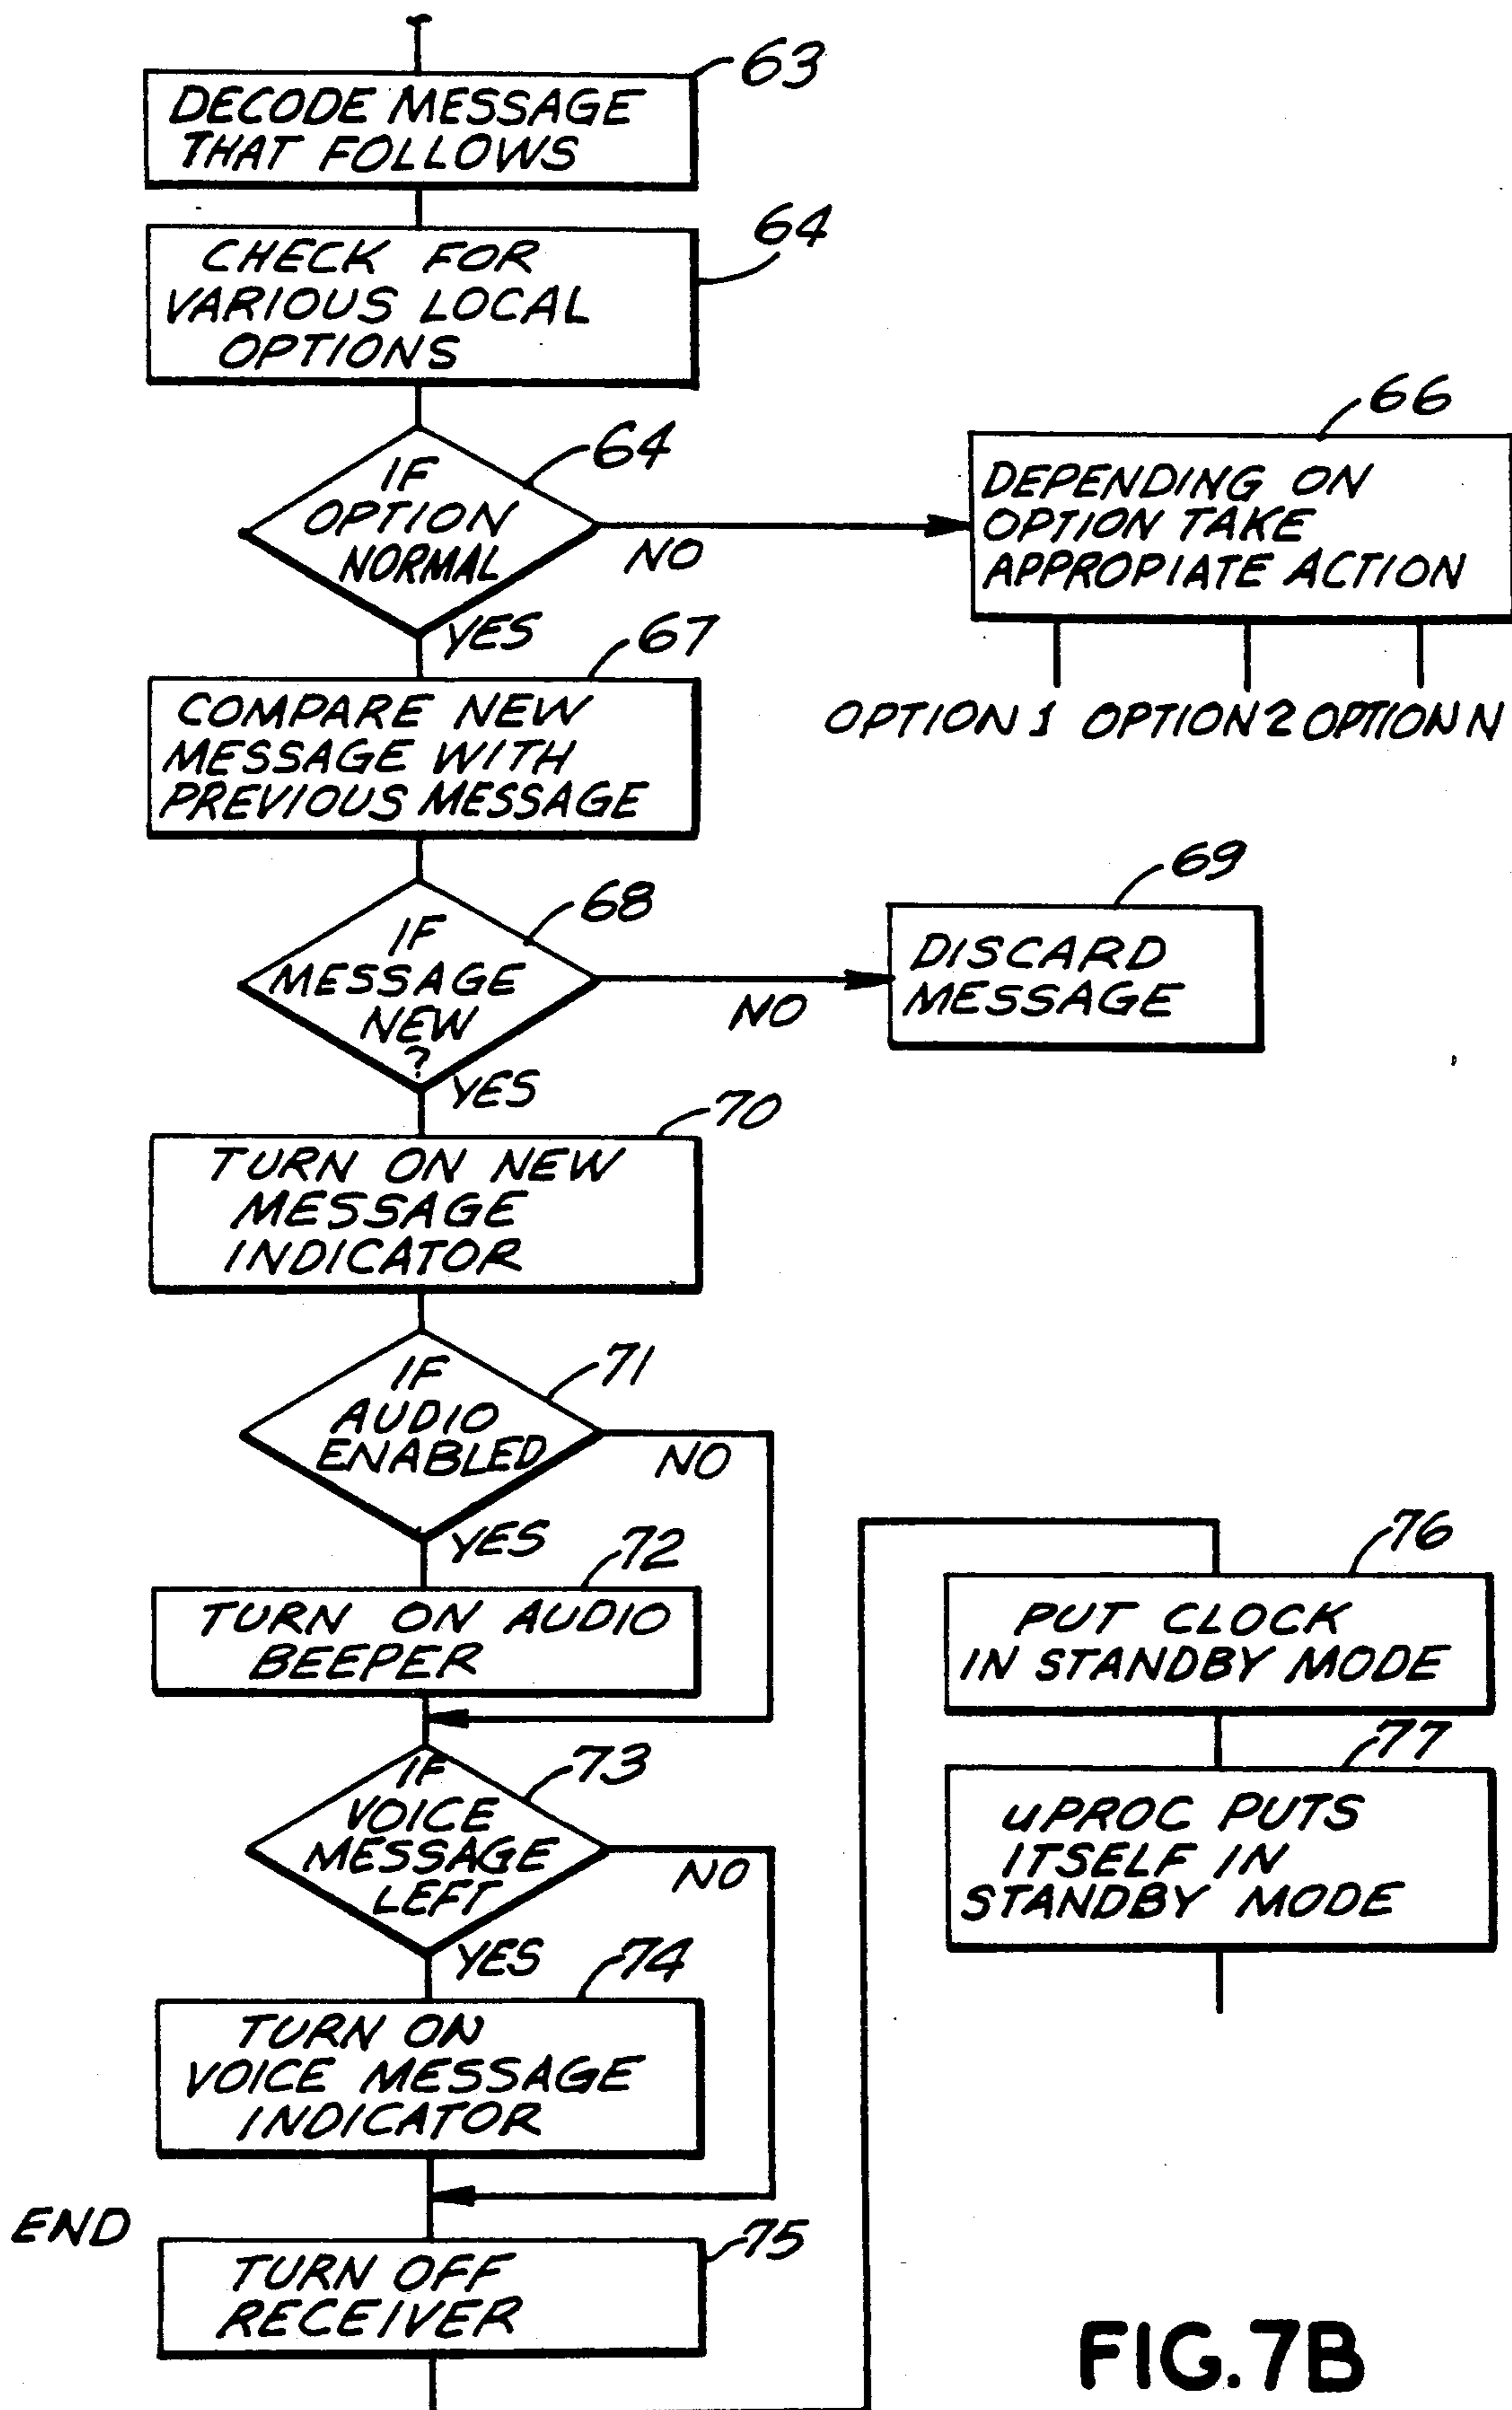 63
DECODE MESSAGE
THAT FOLLOWS
64
CHECK FOR
VARIOUS LOCAL
OPTIONS
64
IF
OPTION
NORMAL
NO
YES
66
DEPENDING ON
OPTION TAKE
APPROPIATE ACTION
OPTION 1 OPTION 2 OPTION N
67
COMPARE NEW
MESSAGE WITH
PREVIOUS MESSAGE
68
IF
MESSAGE
NEW
?
NO
YES
69
DISCARD
MESSAGE
70
TURN ON NEW
MESSAGE
INDICATOR
71
IF
AUDIO
ENABLED
NO
YES
72
TURN ON AUDIO
BEEPER
73
IF
VOICE
MESSAGE
LEFT
NO
YES
74
TURN ON
VOICE MESSAGE
INDICATOR
END
75
TURN OFF
RECEIVER
76
PUT CLOCK
IN STANDBY MODE
77
uPROC PUTS
ITSELF IN
STANDBY MODE
FIG. 7B